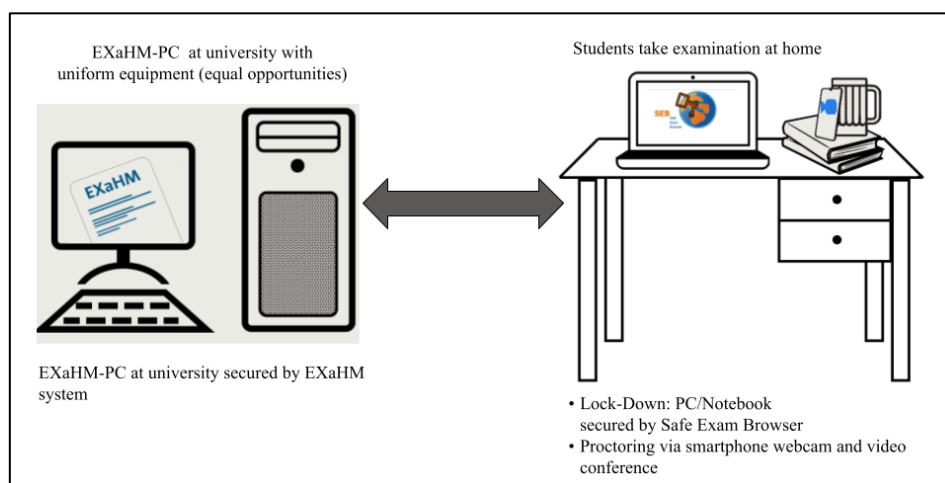 EXaHM-PC at university with
uniform equipment (equal opportunities)
EXaHM
EXaHM-PC at university secured by EXaHM
system
Students take examination at home
SEB
• Lock-Down: PC/Notebook
secured by Safe Exam Browser
• Proctoring via smartphone webcam and video
conference